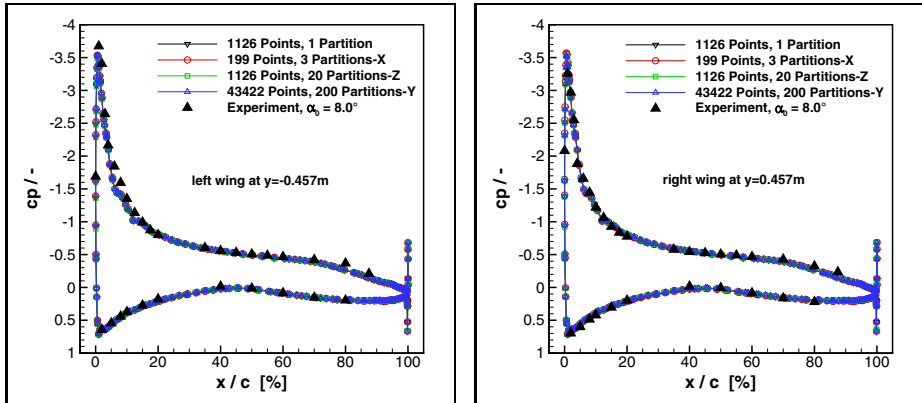 -4
-3.5
-3
-2.5
-2
-1.5
-1
-0.5
0
0.5
1
cp / -
1126 Points, 1 Partition
199 Points, 3 Partitions-X
1126 Points, 20 Partitions-Z
43422 Points, 200 Partitions-Y
Experiment, α₀ = 8.0°
left wing at y=-0.457m
0 20 40 60 80 100
x / c [%]
-4
-3.5
-3
-2.5
-2
-1.5
-1
-0.5
0
0.5
1
cp / -
1126 Points, 1 Partition
199 Points, 3 Partitions-X
1126 Points, 20 Partitions-Z
43422 Points, 200 Partitions-Y
Experiment, α₀ = 8.0°
right wing at y=0.457m
0 20 40 60 80 100
x / c [%]